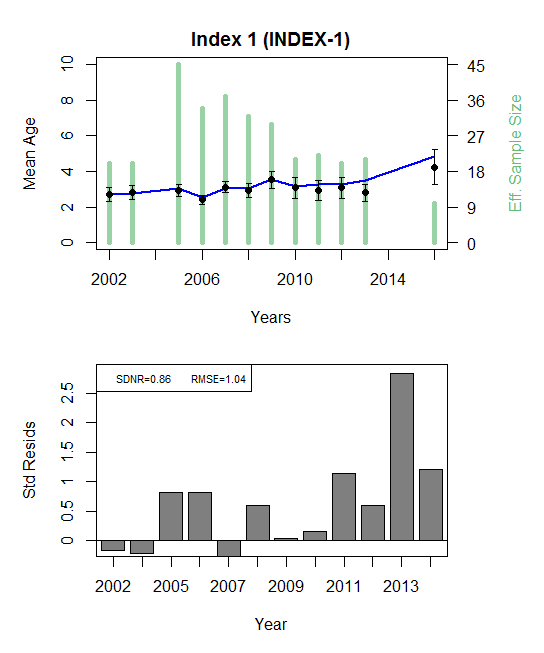 Index 1 (INDEX-1)
10
8
6
4
2
0
Mean Age
45
36
27
18
9
0
Eff. Sample Size
2002 2006 2010 2014
Years
SDNR=0.86 RMSE=1.04
2.5
2
1.5
1
0.5
0
Std Resids
2002 2005 2007 2009 2011 2013
Year